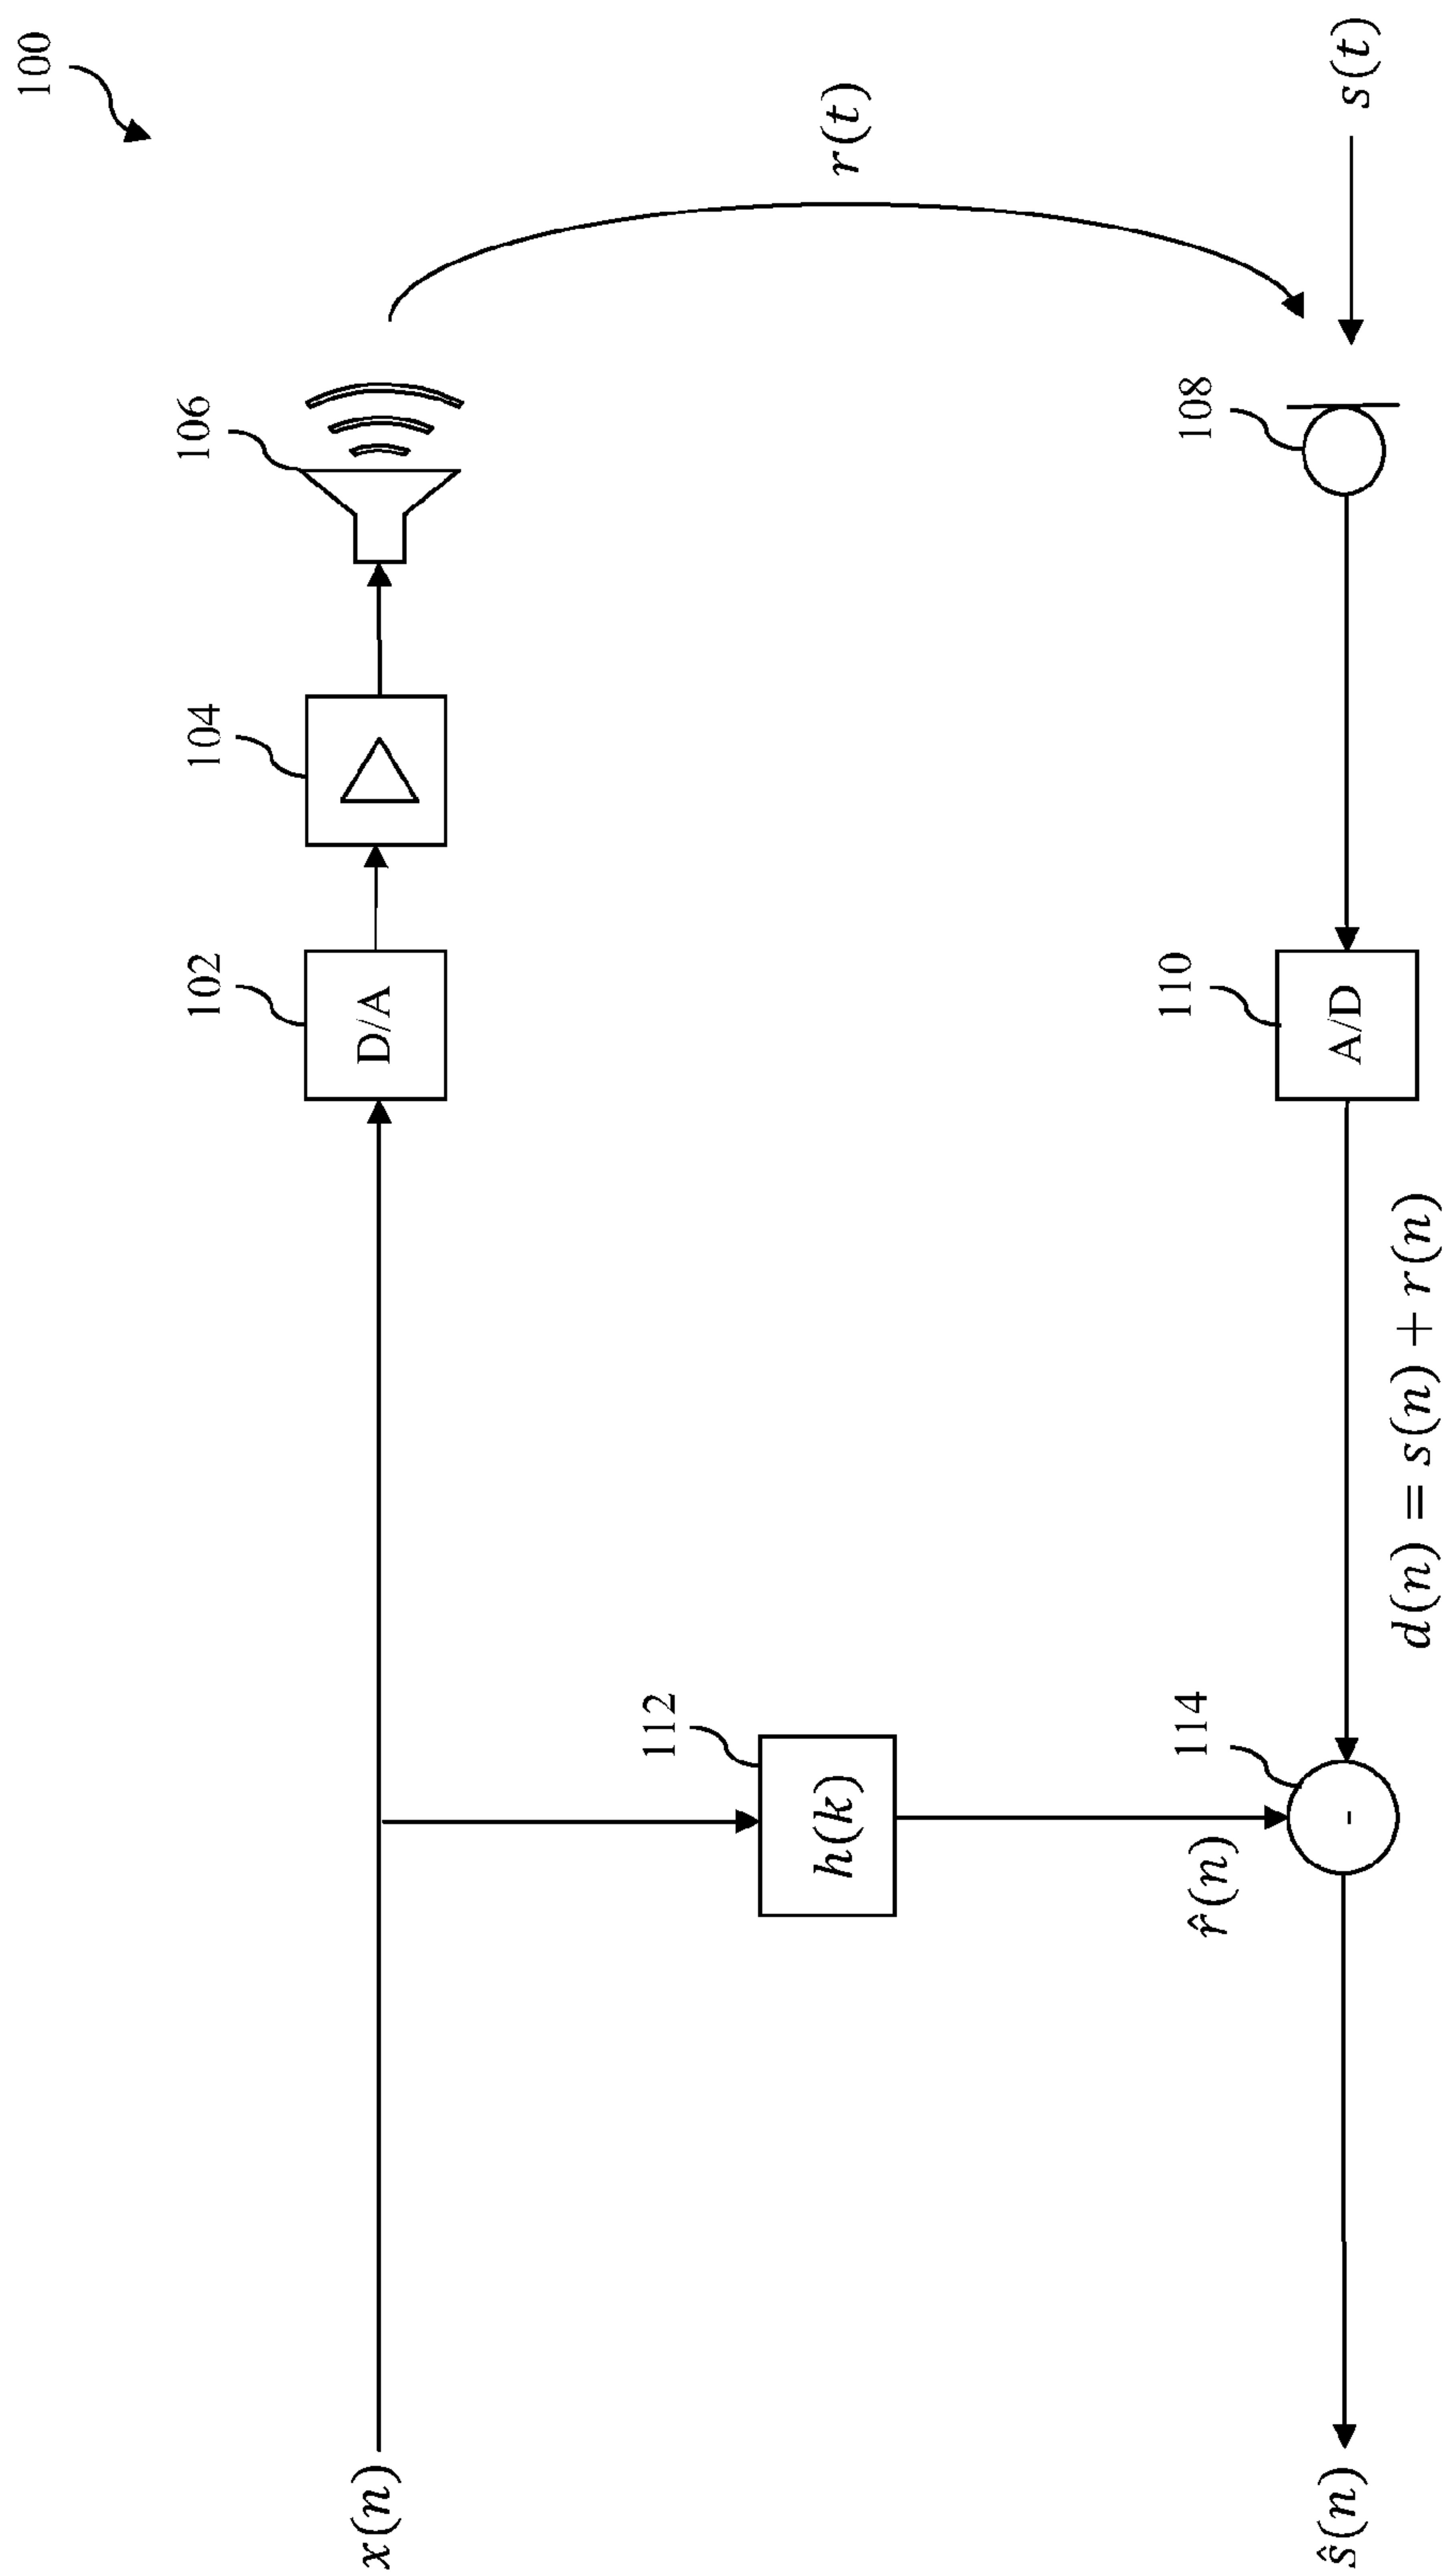 100
106
104
102
x(n)
D/A
r(t)
112
h(k)
r̂(n)
114
110
108
A/D
s(t)
d(n) = s(n) + r(n)
ŝ(n)
-